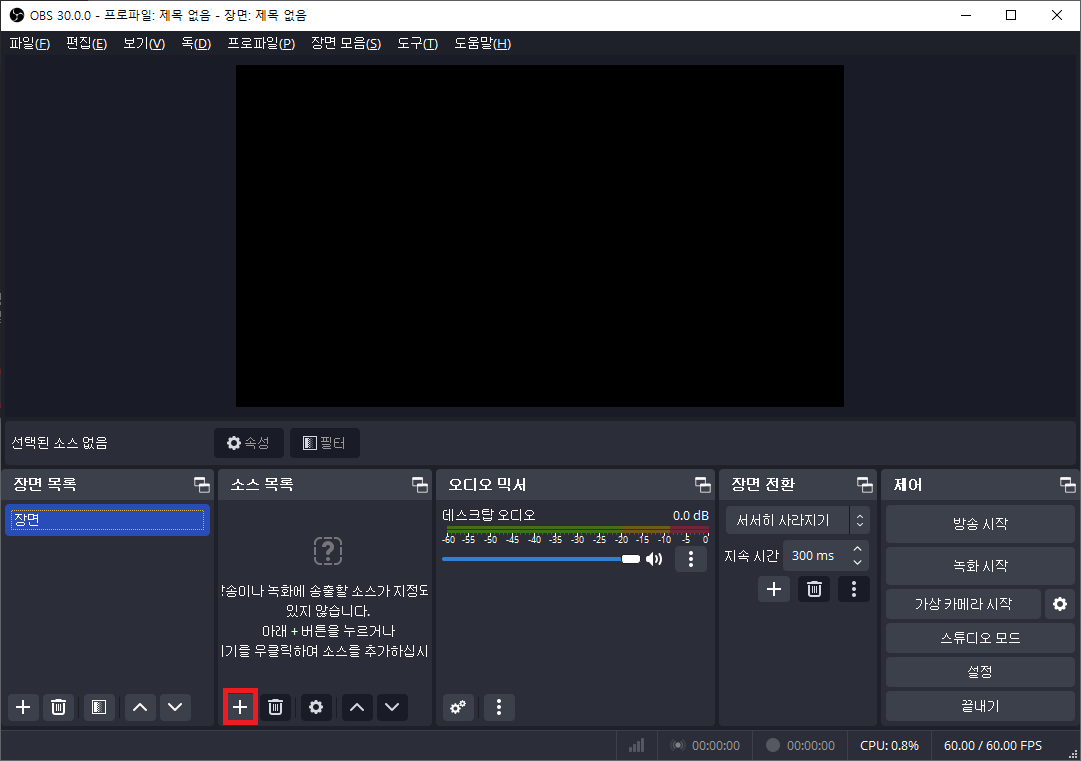 OBS 30.0.0 - 프로파일: 제목 없음 - 장면: 제목 없음
파일(F) 편집(E) 보기(V) 독(D) 프로파일(P) 장면 모음(S) 도구(T) 도움말(H)
선택된 소스 없음 속성 필터
장면 목록
장면
소스 목록
송이나 녹화에 송출할 소스가 지정되
있지 않습니다.
아래 + 버튼을 누르거나
기를 우클릭하여 소스를 추가하십시
오디오 믹서
데스크탑 오디오 0.0 dB
-60 -55 -50 -45 -40 -35 -30 -25 -20 -15 -10 -5 0
장면 전환
서서히 사라지기
지속 시간 300 ms
제어
방송 시작
녹화 시작
가상 카메라 시작
스튜디오 모드
설정
끝내기
00:00:00 00:00:00 CPU: 0.8% 60.00 / 60.00 FPS